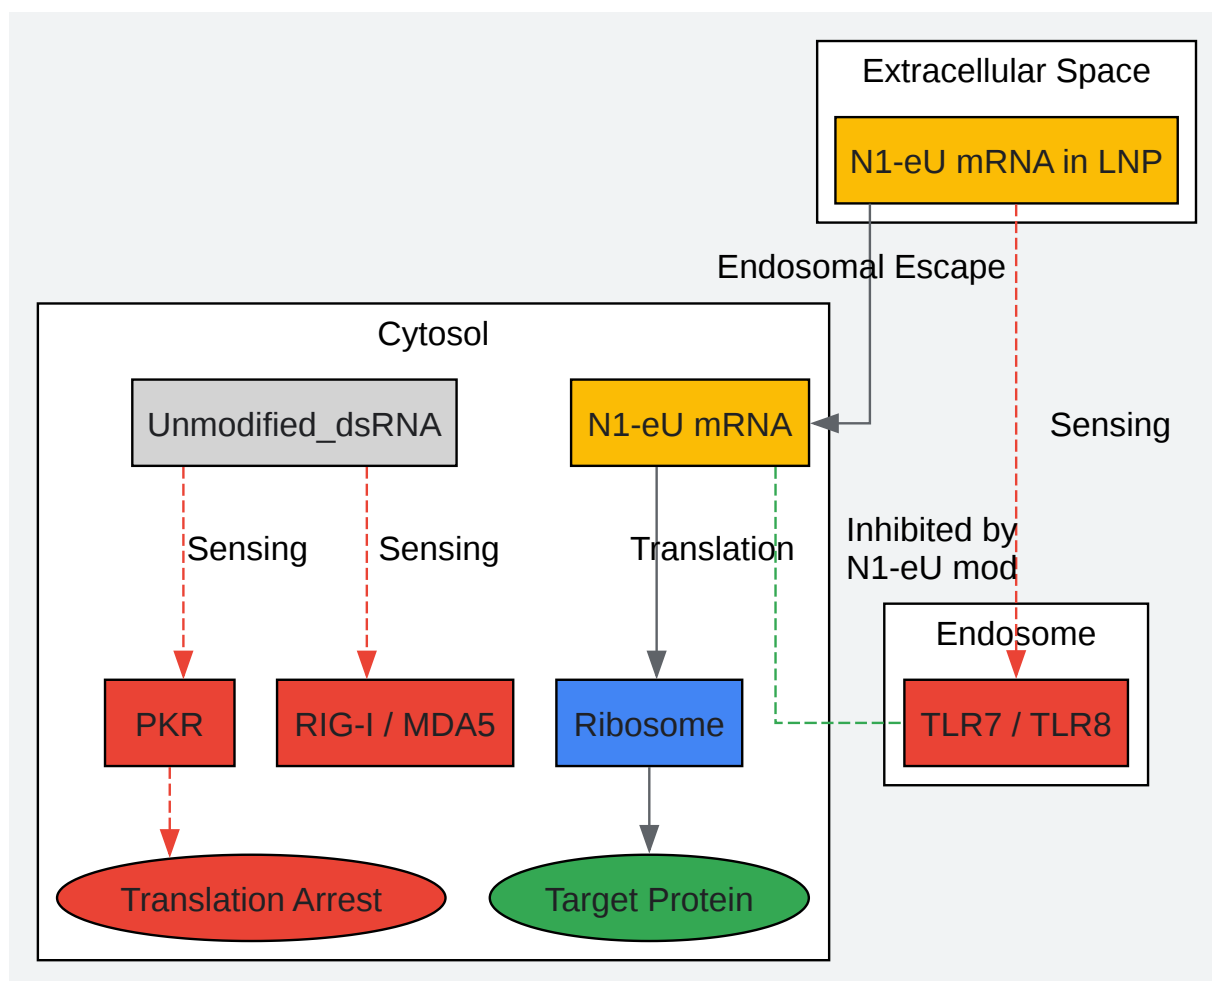 Extracellular Space
N1-eU mRNA in LNP
Endosomal Escape
Cytosol
Unmodified_dsRNA
N1-eU mRNA
Sensing
Sensing
Sensing
Translation
Inhibited by
N1-eU mod
Endosome
PKR
RIG-I / MDA5
Ribosome
TLR7 / TLR8
Translation Arrest
Target Protein